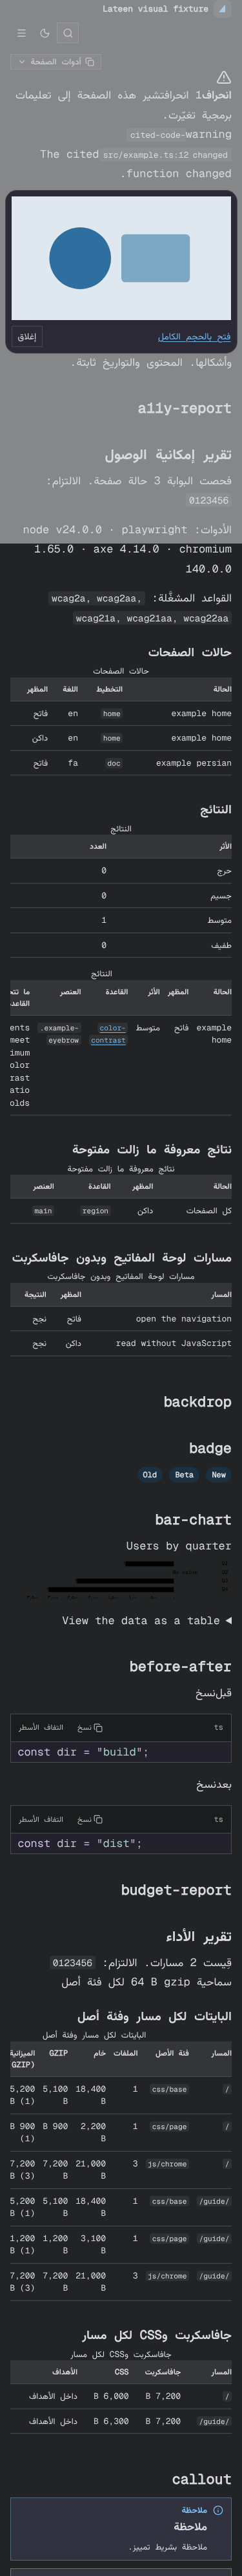 Lateen visual fixture
أدوات الصفحة
انحراف1 انحرافتشير هذه الصفحة إلى تعليمات
برمجية تغيّرت.
cited-code-warning
The cited src/example.ts:12 changed
function changed.
فتح بالحجم الكامل
إغلاق
وأشكالها. المحتوى والتواريخ ثابتة.
a11y-report
تقرير إمكانية الوصول
فحصت البوابة 3 حالة صفحة. الالتزام:
0123456
الأدوات: node v24.0.0 · playwright
1.65.0 · axe 4.14.0 · chromium
140.0.0
القواعد المشغَّلة: wcag2a, wcag2aa,
wcag21a, wcag21aa, wcag22aa
حالات الصفحات
حالات الصفحات
الحالة التخطيط اللغة المظهر
example home home en فاتح
example home home en داكن
example persian doc fa فاتح
النتائج
النتائج
الأثر العدد
حرج 0
جسيم 0
متوسط 1
طفيف 0
النتائج
الحالة المظهر الأثر القاعدة العنصر
example home فاتح متوسط color-contrast .example-eyebrow
نتائج معروفة ما زالت مفتوحة
نتائج معروفة ما زالت مفتوحة
الحالة المظهر القاعدة العنصر
كل الصفحات داكن region main
مسارات لوحة المفاتيح وبدون جافاسكربت
مسارات لوحة المفاتيح وبدون جافاسكربت
المسار المظهر النتيجة
open the navigation فاتح نجح
read without JavaScript داكن نجح
backdrop
badge
New Beta Old
bar-chart
Users by quarter
View the data as a table
before-after
قبلنسخ
ts نسخ التفاف الأسطر
const dir = "build";
بعدنسخ
ts نسخ التفاف الأسطر
const dir = "dist";
budget-report
تقرير الأداء
قِيست 2 مسارات. الالتزام: 0123456
سماحية 64 B gzip لكل فئة أصل
البايتات لكل مسار وفئة أصل
البايتات لكل مسار وفئة أصل
المسار فئة الأصل الملفات خام GZIP الميزانية (GZIP)
/ css/base 1 18,400 B 5,100 B 5,200 B (1)
/ css/page 1 2,200 B 900 B 900 B (1)
/ js/chrome 3 21,000 B 7,200 B 7,200 B (3)
/guide/ css/base 1 18,400 B 5,100 B 5,200 B (1)
/guide/ css/page 1 3,100 B 1,200 B 1,200 B (1)
/guide/ js/chrome 3 21,000 B 7,200 B 7,200 B (3)
جافاسكربت وCSS لكل مسار
جافاسكربت وCSS لكل مسار
المسار جافاسكربت CSS الأهداف
/ 7,200 B 6,000 B داخل الأهداف
/guide/ 7,200 B 6,300 B داخل الأهداف
callout
ملاحظة
ملاحظة
ملاحظة بشريط تمييز.